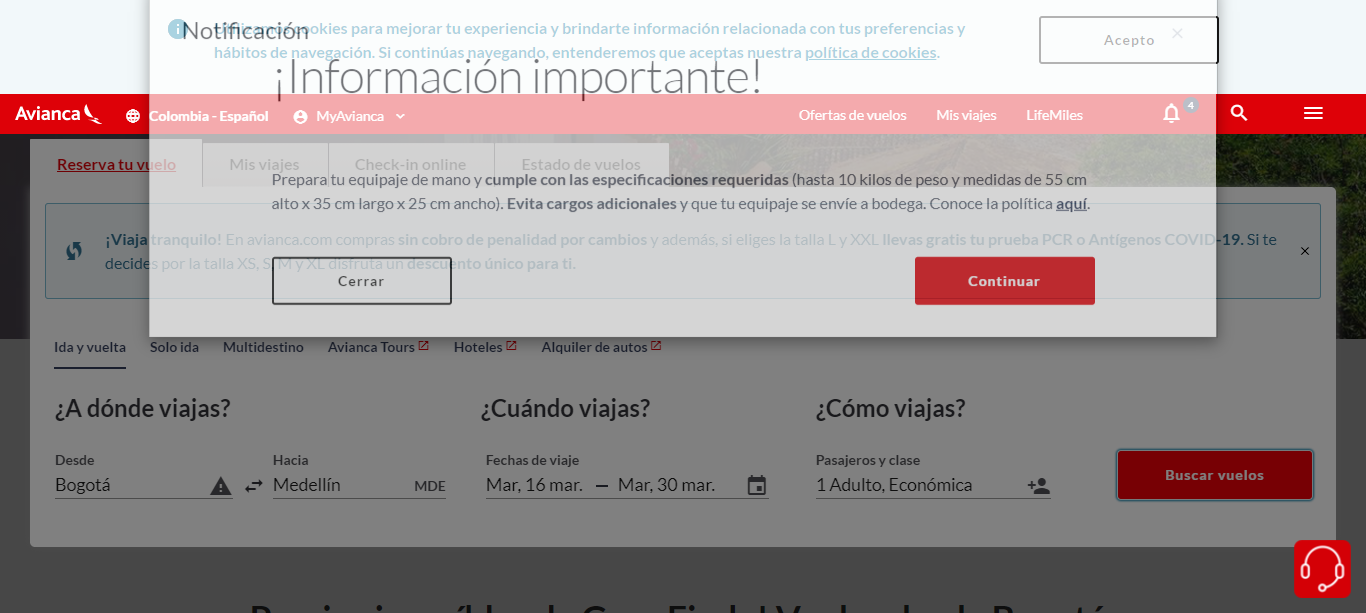 Notificación
Utilizamos cookies para mejorar tu experiencia y brindarte información relacionada con tus preferencias y
hábitos de navegación. Si continúas navegando, entenderemos que aceptas nuestra política de cookies.
Acepto
¡Información importante!
Avianca
Colombia - Español
MyAvianca
Ofertas de vuelos
Mis viajes
LifeMiles
4
Reserva tu vuelo
Mis viajes
Check-in online
Estado de vuelos
Prepara tu equipaje de mano y cumple con las especificaciones requeridas (hasta 10 kilos de peso y medidas de 55 cm
alto x 35 cm largo x 25 cm ancho). Evita cargos adicionales y que tu equipaje se envíe a bodega. Conoce la política aquí.
¡Viaja tranquilo! En avianca.com compras sin cobro de penalidad por cambios y además, si eliges la talla L y XXL llevas gratis tu prueba PCR o Antígenos COVID-19. Si te
decides por la talla XS, S, M y XL disfruta un descuento único para ti.
Cerrar
Continuar
Ida y vuelta
Solo ida
Multidestino
Avianca Tours
Hoteles
Alquiler de autos
¿A dónde viajas?
¿Cuándo viajas?
¿Cómo viajas?
Desde
Hacia
Fechas de viaje
Pasajeros y clase
Bogotá
Medellín
MDE
Mar, 16 mar. — Mar, 30 mar.
1 Adulto, Económica
Buscar vuelos